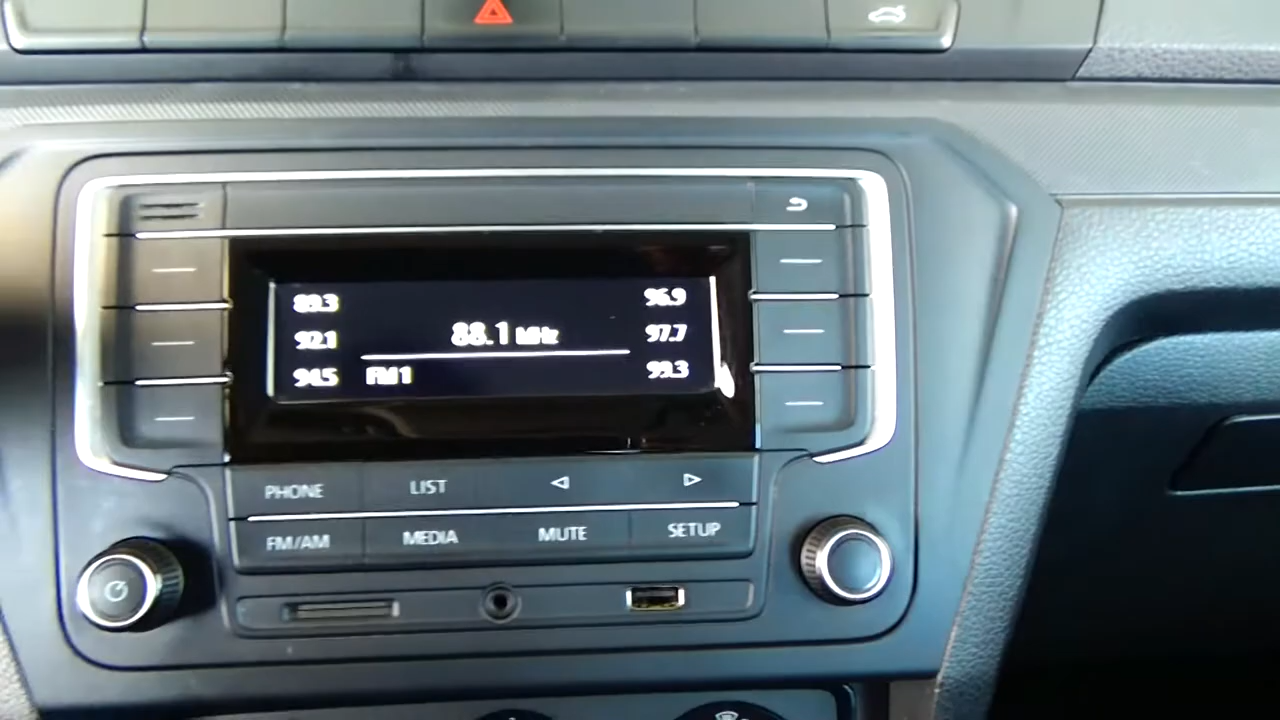 89.3
96.9
92.1
88.1 MHz
97.7
94.5
FM1
99.3
PHONE
LIST
FM/AM
MEDIA
MUTE
SETUP